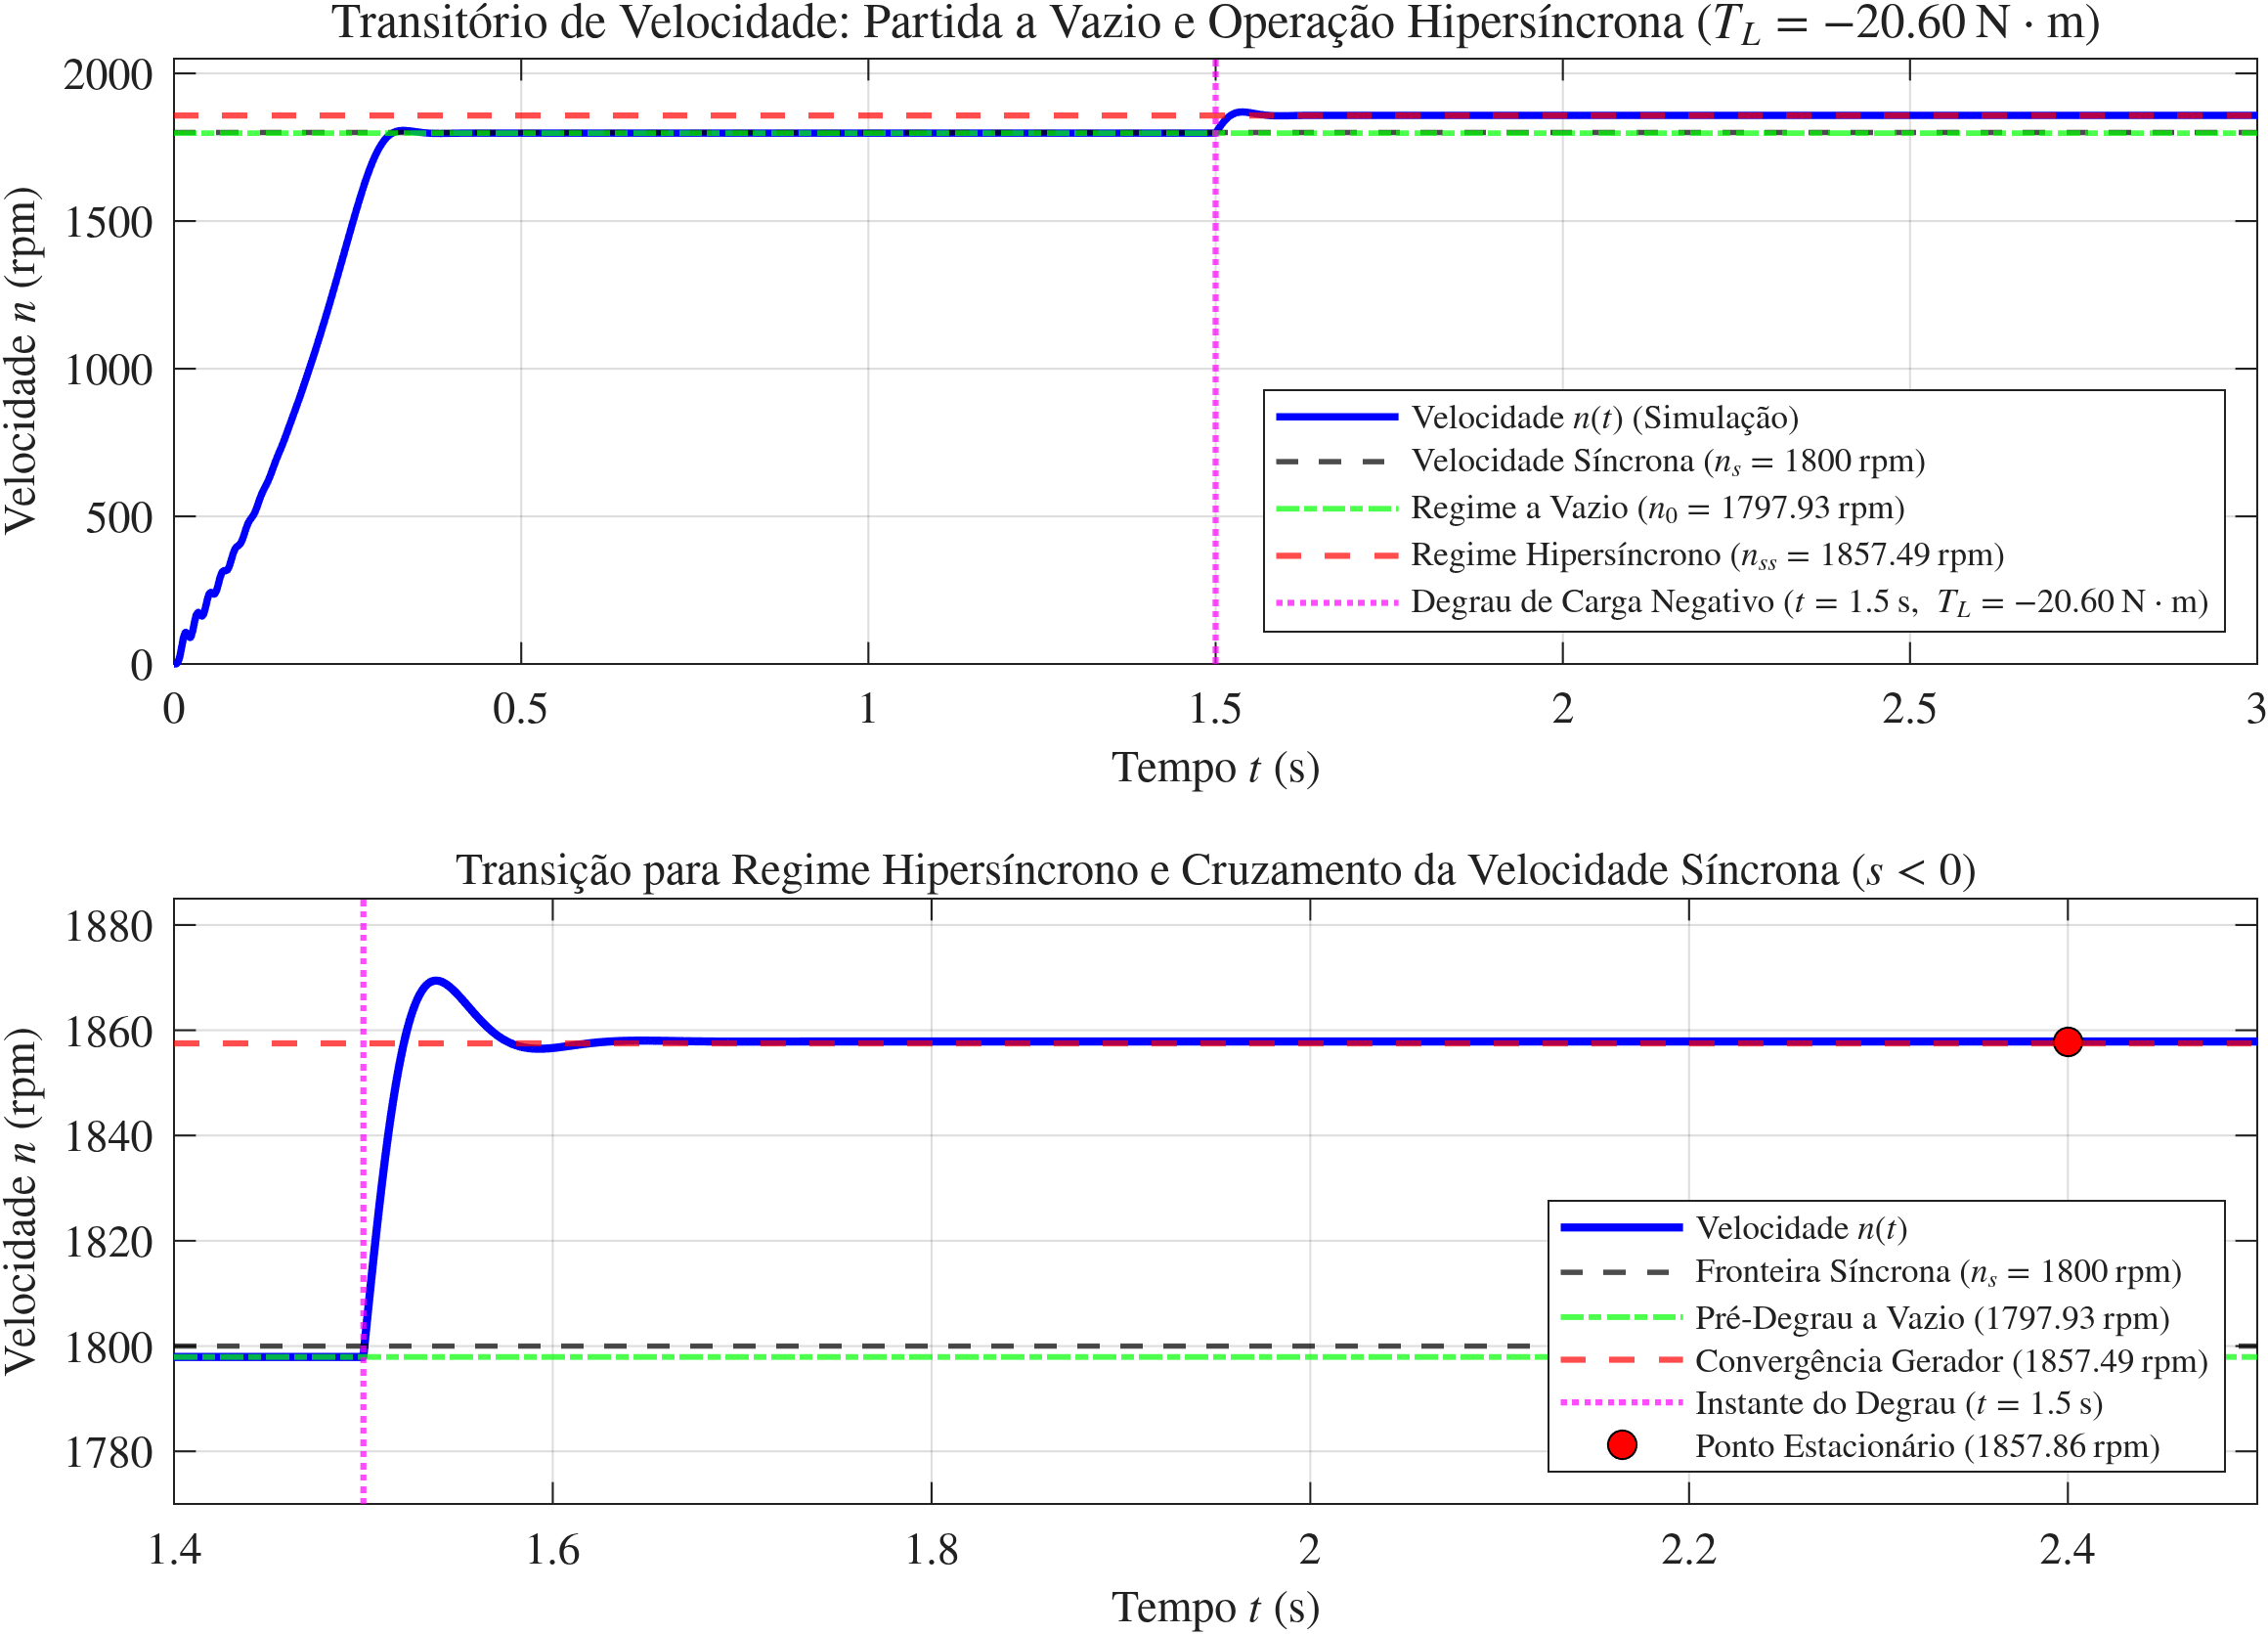 Transitório de Velocidade: Partida a Vazio e Operação Hipersíncrona (T_L = −20.60 N · m)
Velocidade n (rpm)
2000
1500
1000
500
0
0 0.5 1 1.5 2 2.5 3
Tempo t (s)
Velocidade n(t) (Simulação)
Velocidade Síncrona (n_s = 1800 rpm)
Regime a Vazio (n_0 = 1797.93 rpm)
Regime Hipersíncrono (n_ss = 1857.49 rpm)
Degrau de Carga Negativo (t = 1.5 s, T_L = −20.60 N · m)
Transição para Regime Hipersíncrono e Cruzamento da Velocidade Síncrona (s < 0)
Velocidade n (rpm)
1880
1860
1840
1820
1800
1780
1.4 1.6 1.8 2 2.2 2.4
Tempo t (s)
Velocidade n(t)
Fronteira Síncrona (n_s = 1800 rpm)
Pré-Degrau a Vazio (1797.93 rpm)
Convergência Gerador (1857.49 rpm)
Instante do Degrau (t = 1.5 s)
Ponto Estacionário (1857.86 rpm)